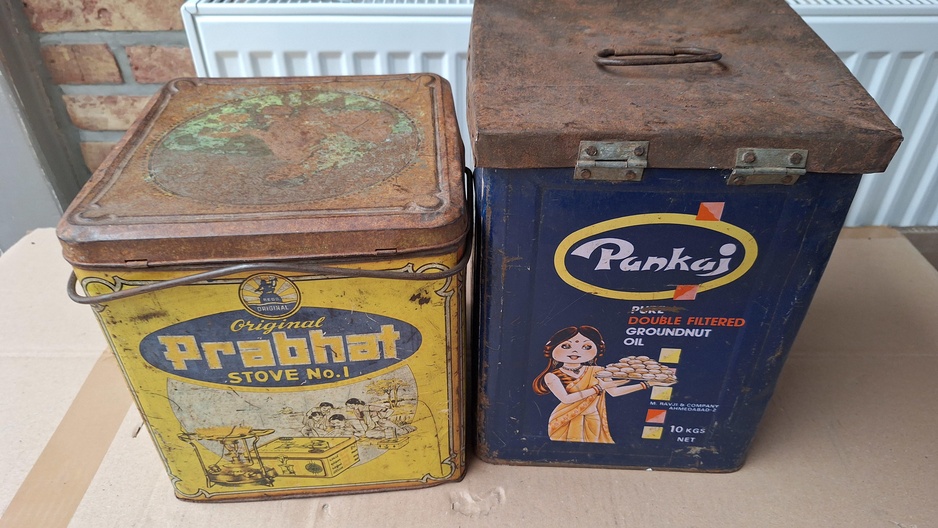 ORIGINAL
Original
Prabhat
STOVE No.1
Pankaj
PURE
DOUBLE FILTERED
GROUNDNUT
OIL
M. RAVJI & COMPANY
AHMEDABAD-2
10 KGS
NET